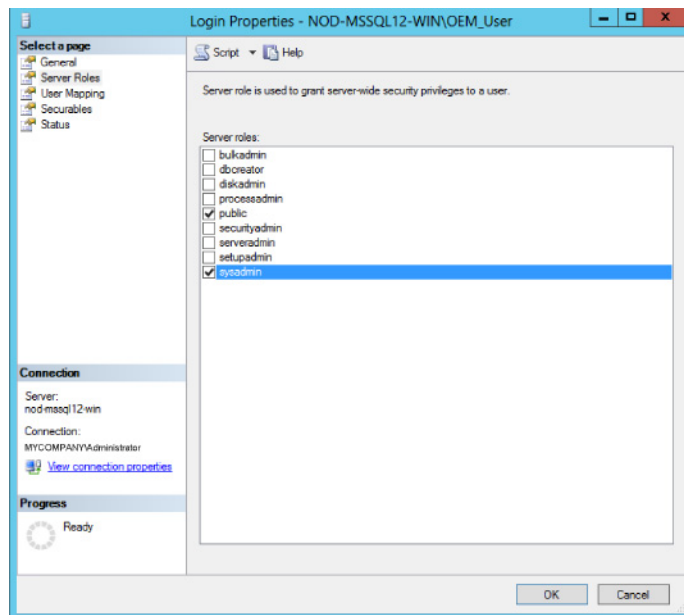 Login Properties - NOD-MSSQL12-WIN\OEM_User
Select a page
General
Server Roles
User Mapping
Securables
Status
Script
Help
Server role is used to grant server-wide security privileges to a user.
Server roles:
bulkadmin
dbcreator
diskadmin
processadmin
public
securityadmin
serveradmin
setupadmin
sysadmin
Connection
Server:
nod-mssql12-win
Connection:
MYCOMPANY\Administrator
View connection properties
Progress
Ready
OK
Cancel